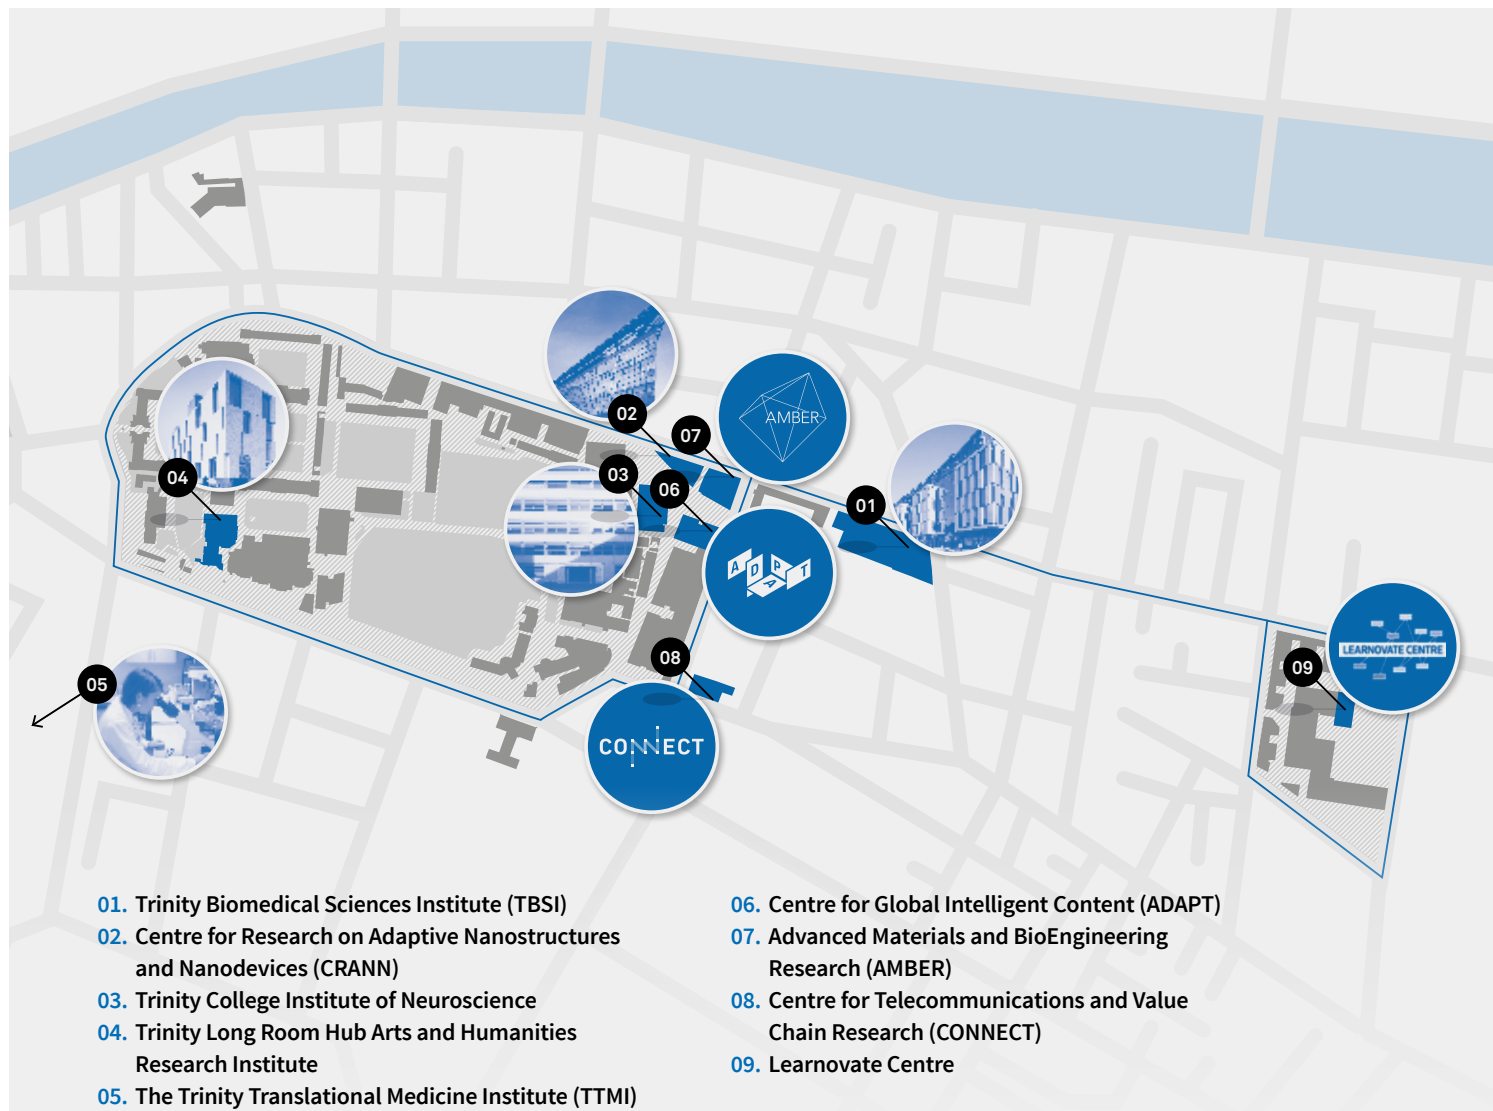 02
07
AMBER
04
03
06
01
ADAPT
LEARNOVATE CENTRE
08
09
05
CONNECT
01. Trinity Biomedical Sciences Institute (TBSI)
02. Centre for Research on Adaptive Nanostructures
and Nanodevices (CRANN)
03. Trinity College Institute of Neuroscience
04. Trinity Long Room Hub Arts and Humanities
Research Institute
05. The Trinity Translational Medicine Institute (TTMI)
06. Centre for Global Intelligent Content (ADAPT)
07. Advanced Materials and BioEngineering
Research (AMBER)
08. Centre for Telecommunications and Value
Chain Research (CONNECT)
09. Learnovate Centre